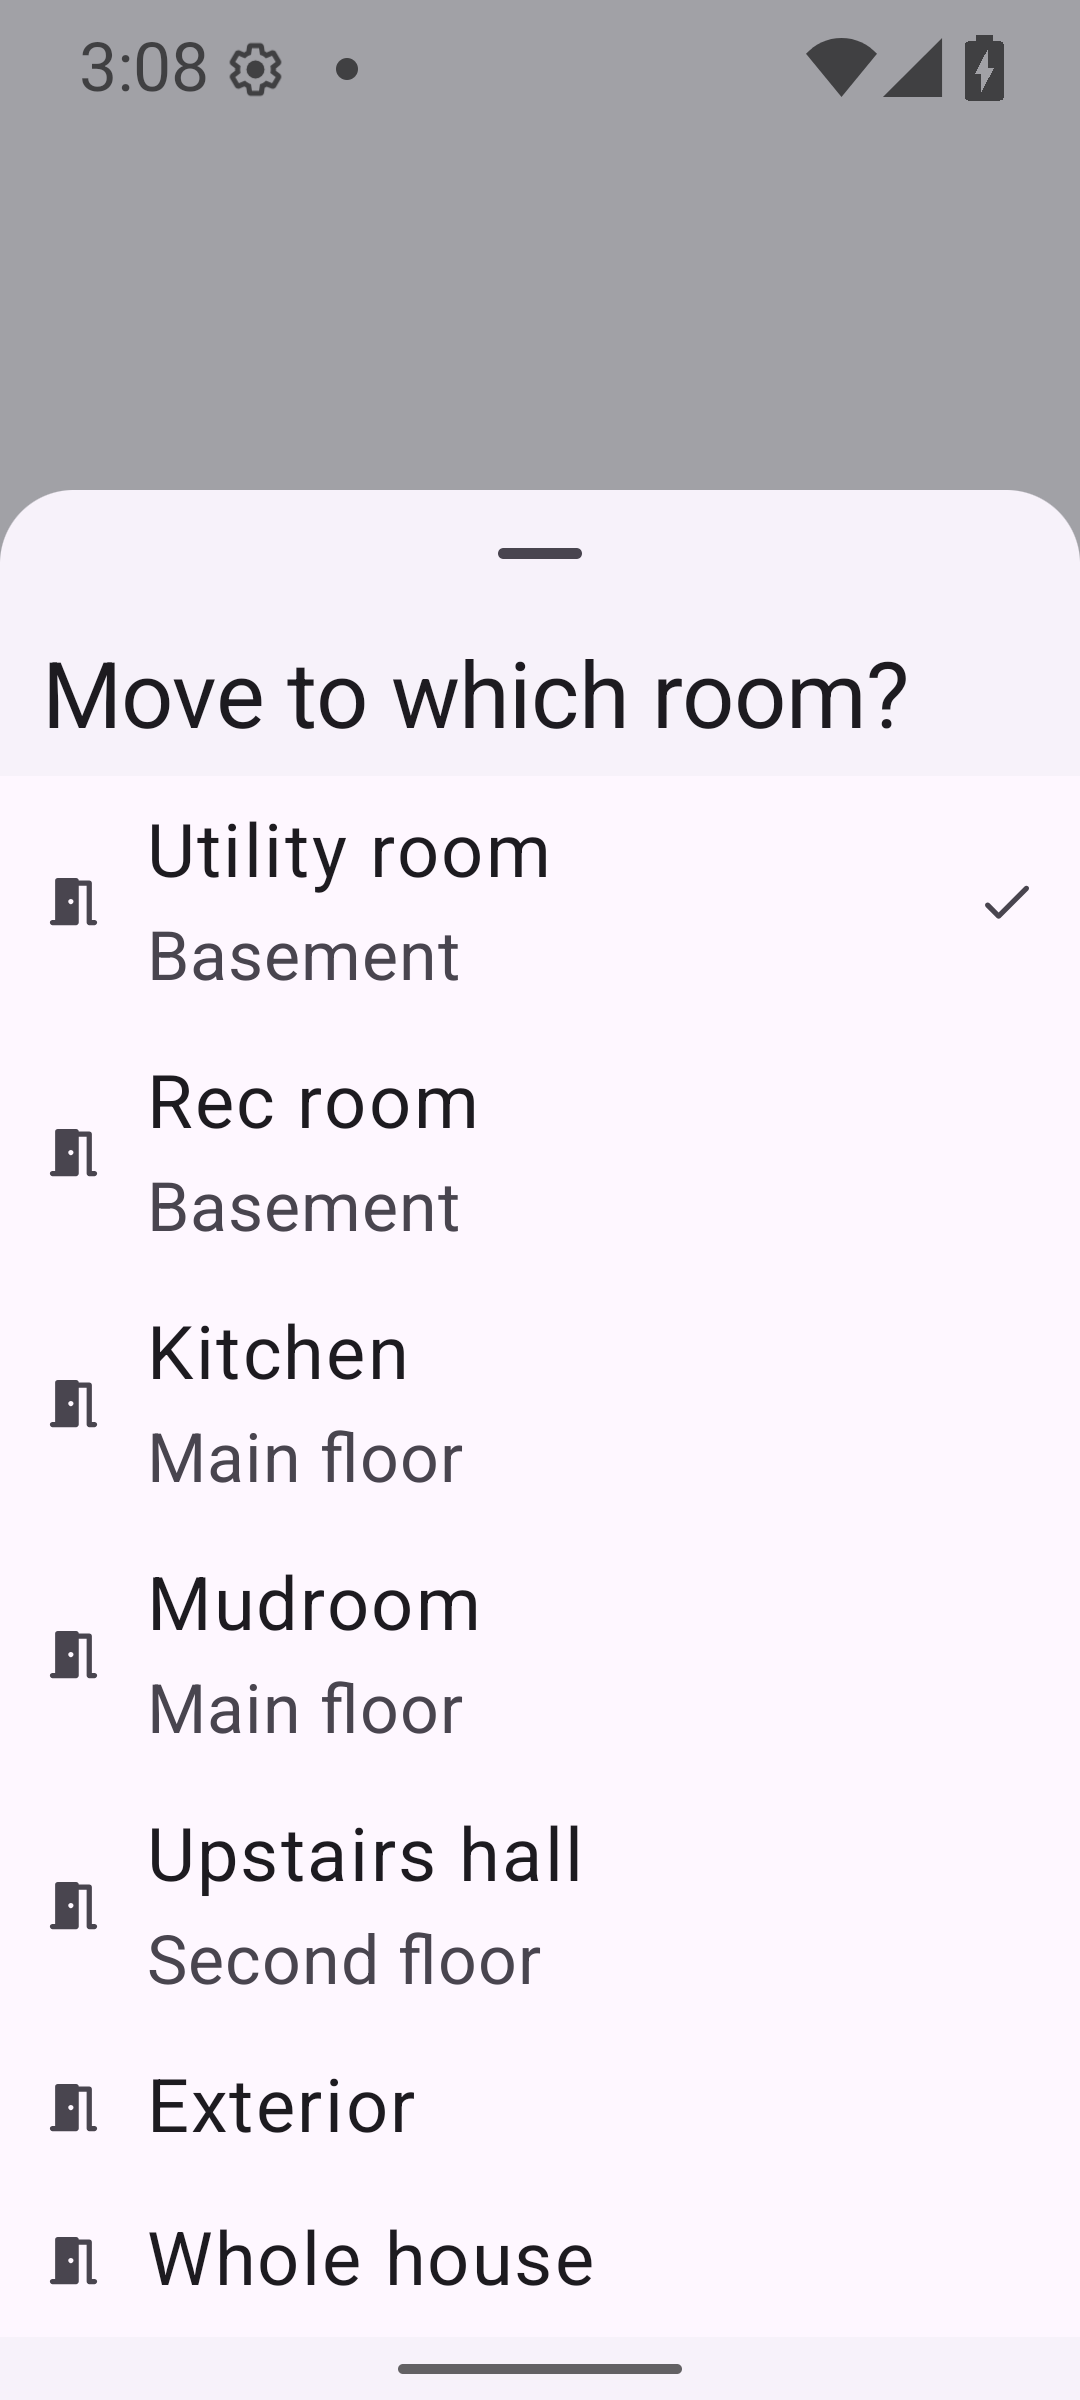 3:08
Move to which room?
Utility room
Basement
Rec room
Basement
Kitchen
Main floor
Mudroom
Main floor
Upstairs hall
Second floor
Exterior
Whole house